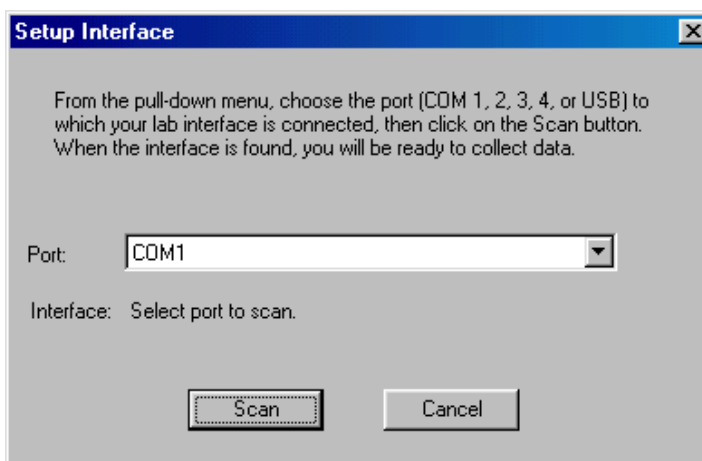 Setup Interface
From the pull-down menu, choose the port (COM 1, 2, 3, 4, or USB) to
which your lab interface is connected, then click on the Scan button.
When the interface is found, you will be ready to collect data.
Port: COM1
Interface: Select port to scan.
Scan Cancel